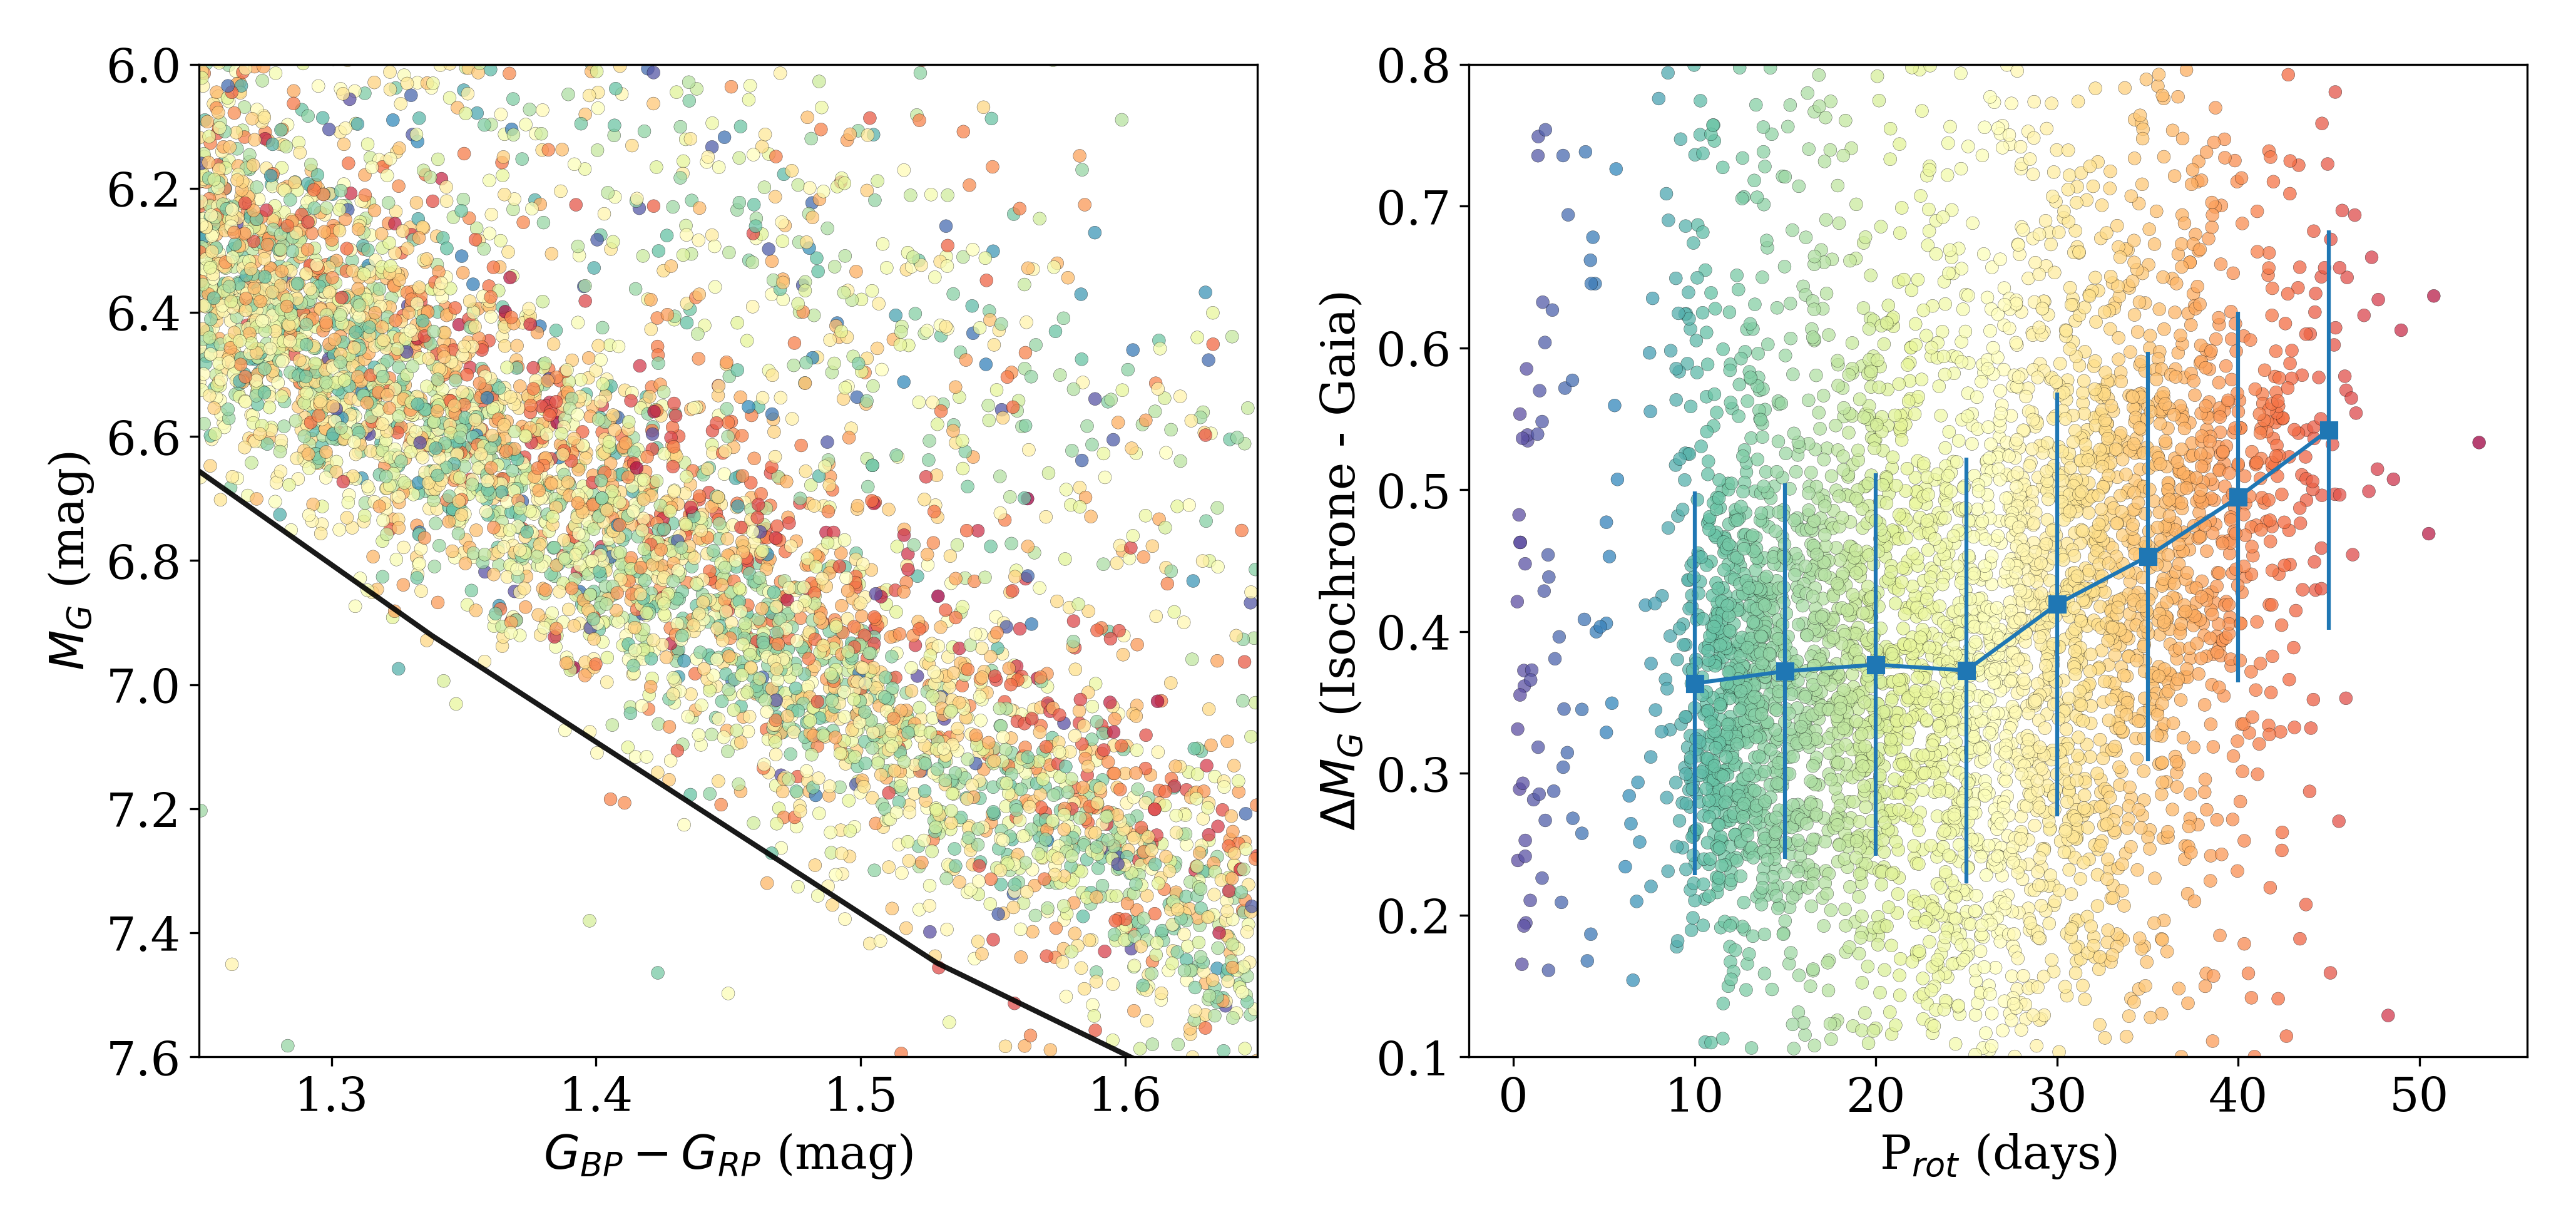 6.0
6.2
6.4
6.6
6.8
7.0
7.2
7.4
7.6
M_G (mag)
1.3 1.4 1.5 1.6
G_BP − G_RP (mag)
0.8
0.7
0.6
0.5
0.4
0.3
0.2
0.1
ΔM_G (Isochrone - Gaia)
0 10 20 30 40 50
P_rot (days)